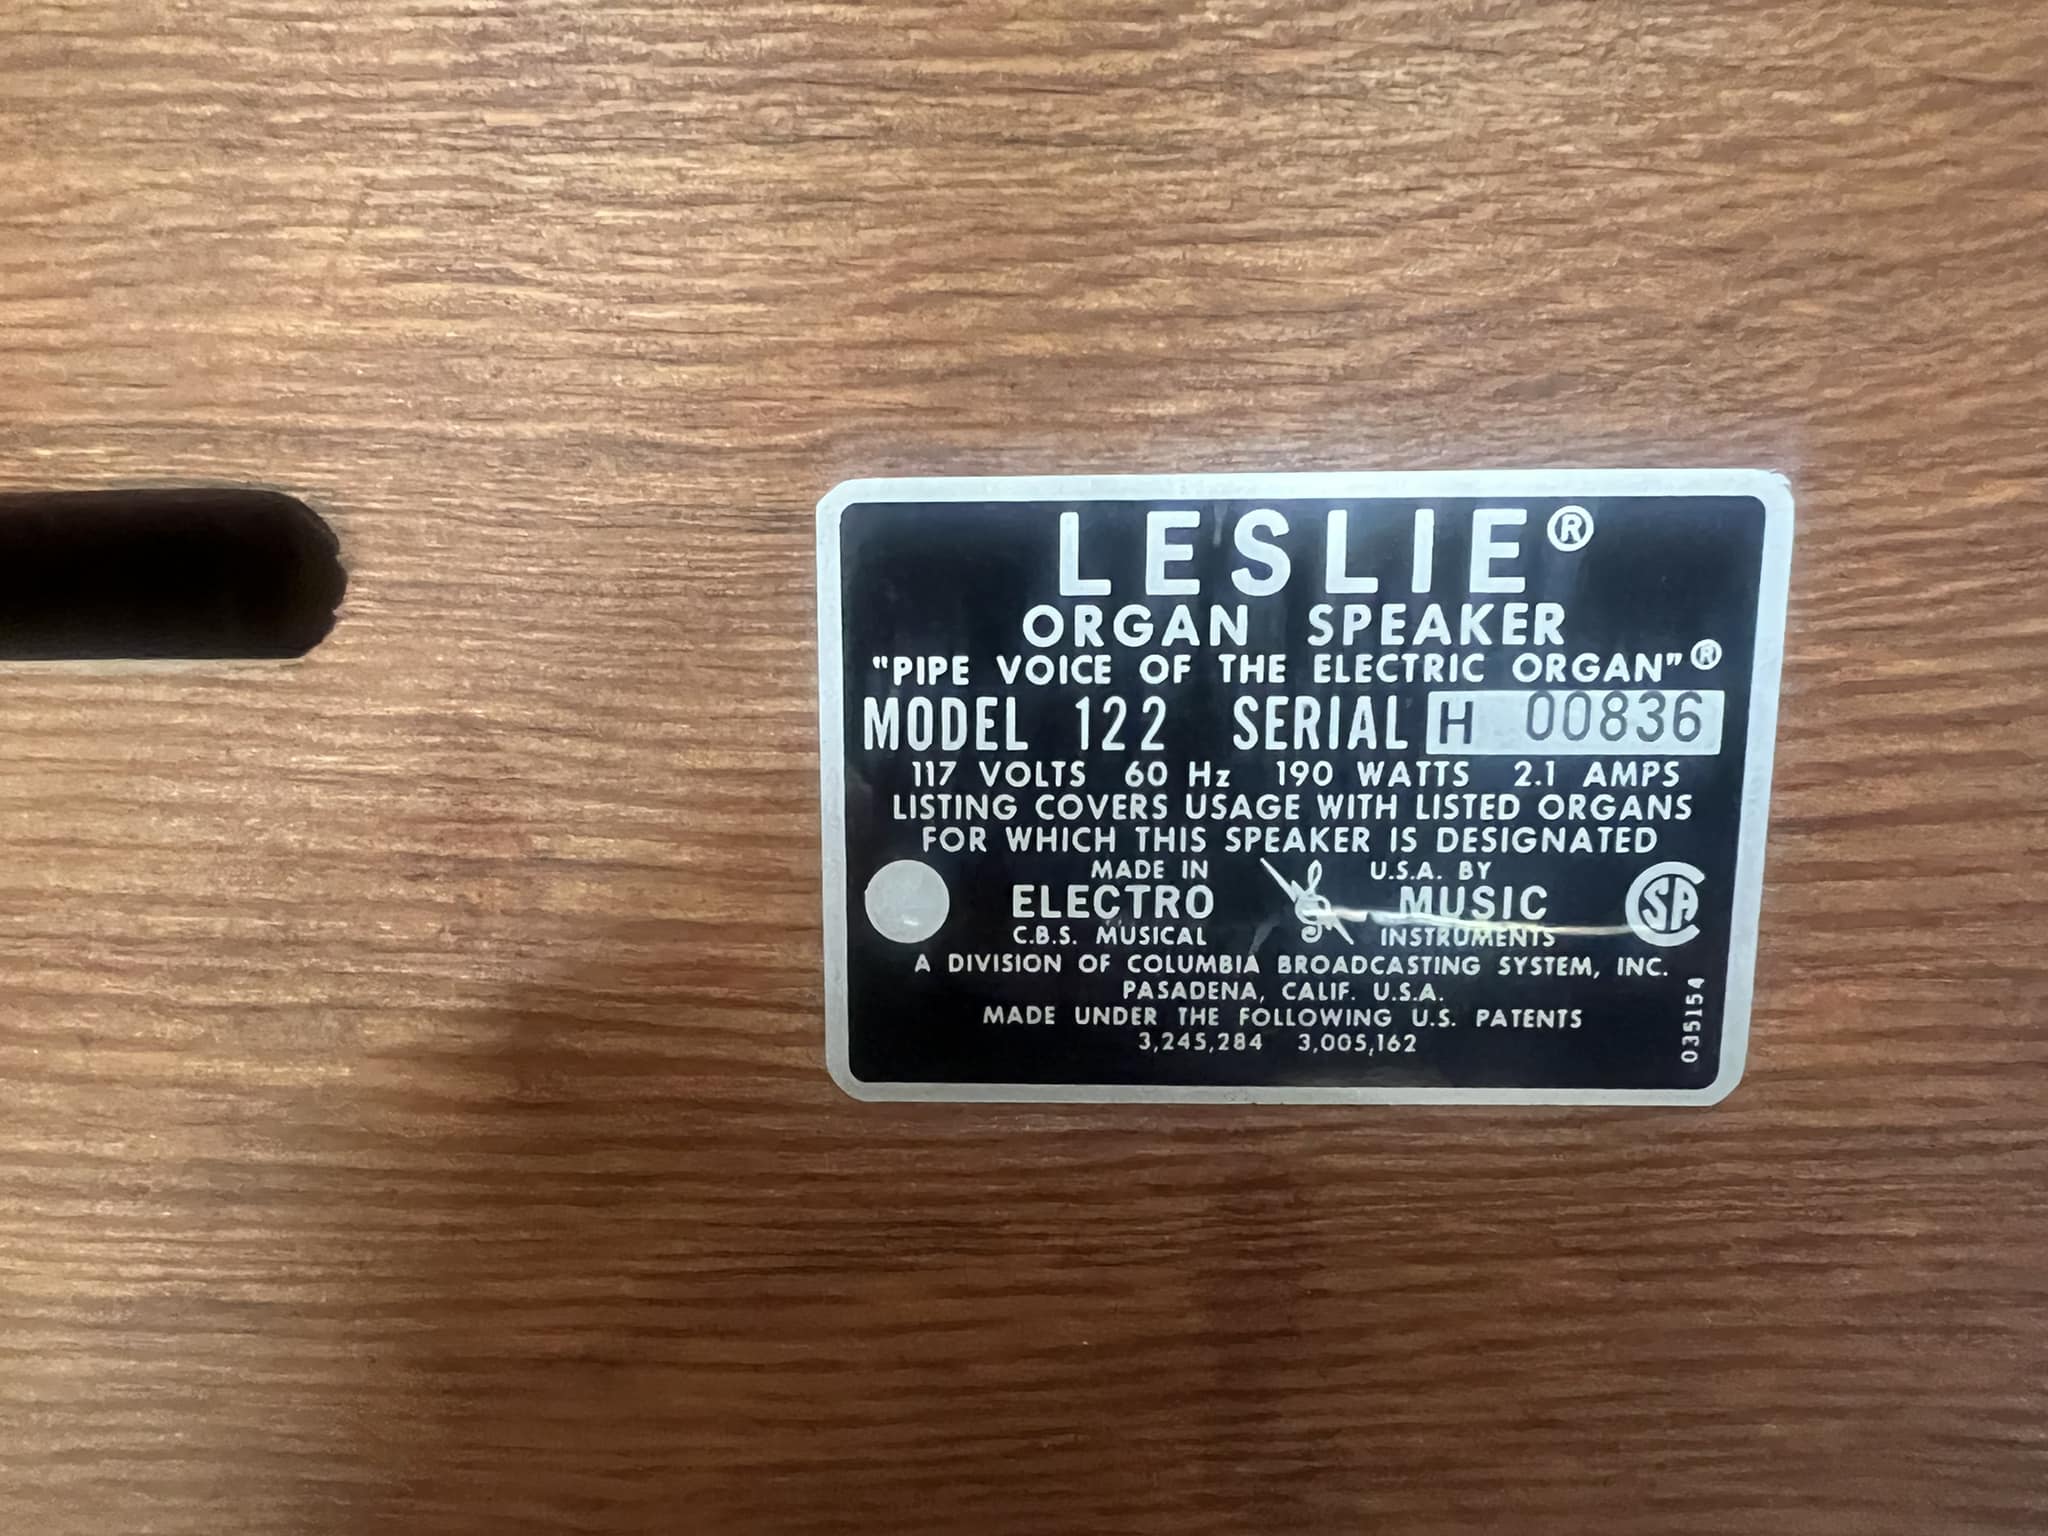 LESLIE®
ORGAN SPEAKER
"PIPE VOICE OF THE ELECTRIC ORGAN"®
MODEL 122 SERIAL H 00836
117 VOLTS 60 Hz 190 WATTS 2.1 AMPS
LISTING COVERS USAGE WITH LISTED ORGANS
FOR WHICH THIS SPEAKER IS DESIGNATED
MADE IN U.S.A. BY
ELECTRO MUSIC
C.B.S. MUSICAL INSTRUMENTS
SA
A DIVISION OF COLUMBIA BROADCASTING SYSTEM, INC.
PASADENA, CALIF. U.S.A.
MADE UNDER THE FOLLOWING U.S. PATENTS
3,245,284 3,005,162
035154